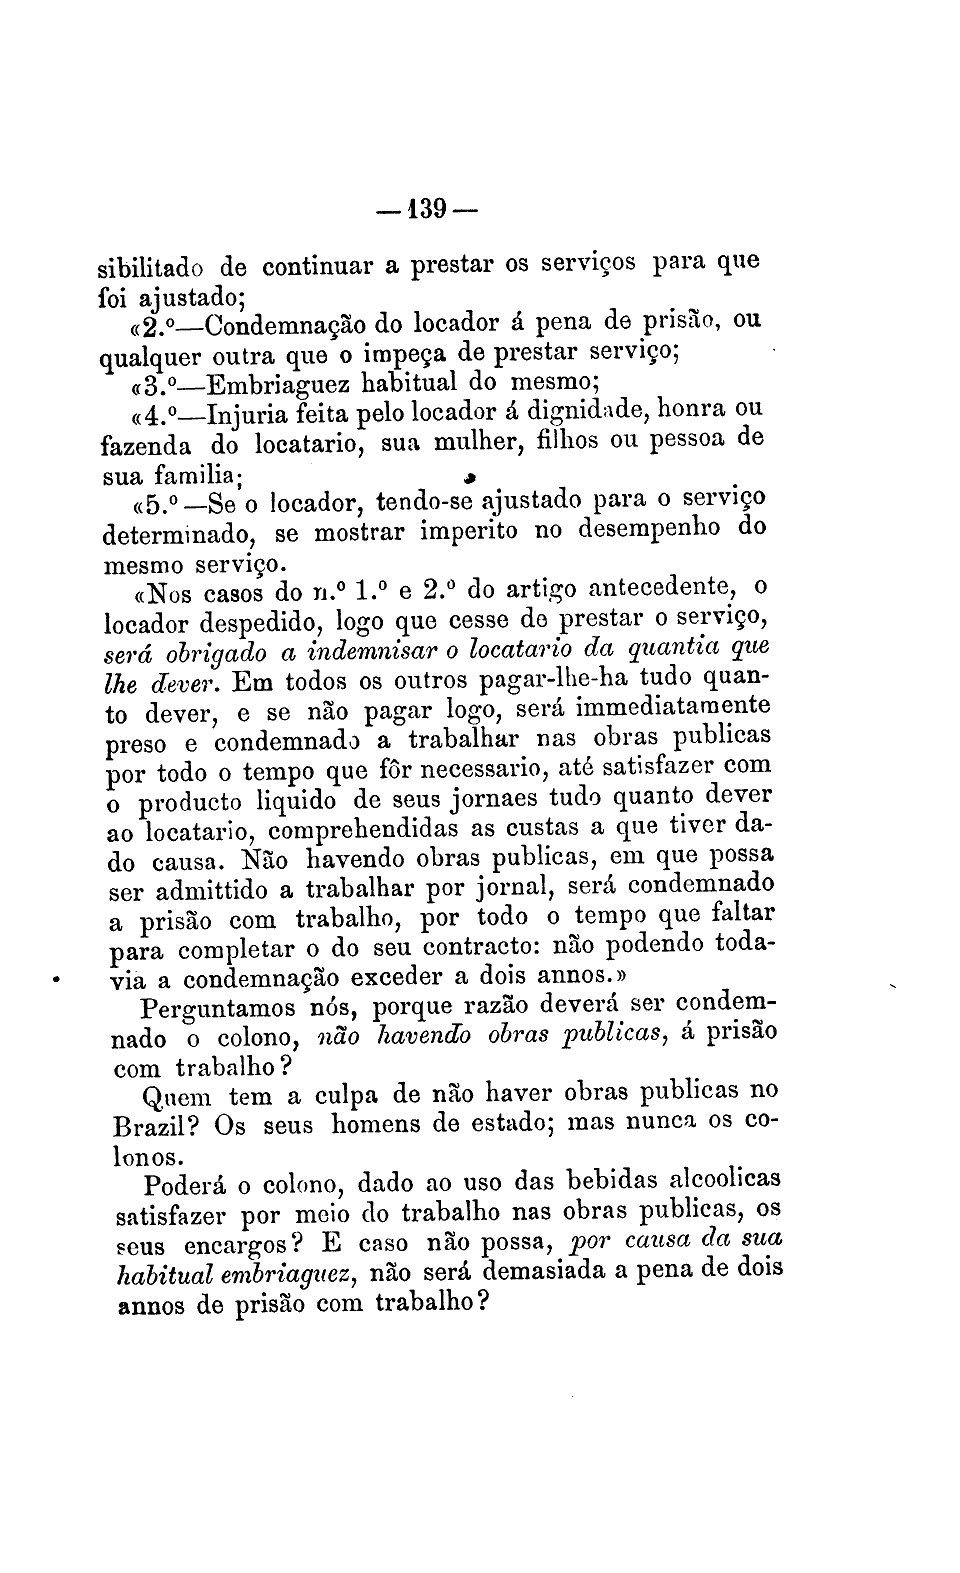 —139—
sibilitado de continuar a prestar os serviços para que
foi ajustado;
«2.º—Condemnação do locador á pena de prisão, ou
qualquer outra que o impeça de prestar serviço;
«3.º—Embriaguez habitual do mesmo;
«4.º—Injuria feita pelo locador á dignidade, honra ou
fazenda do locatario, sua mulher, filhos ou pessoa de
sua familia;
«5.º—Se o locador, tendo-se ajustado para o serviço
determinado, se mostrar imperito no desempenho do
mesmo serviço.
«Nos casos do n.º 1.º e 2.º do artigo antecedente, o
locador despedido, logo que cesse de prestar o serviço,
será obrigado a indemnisar o locatario da quantia que
lhe dever. Em todos os outros pagar-lhe-ha tudo quan-
to dever, e se não pagar logo, será immediatamente
preso e condemnado a trabalhar nas obras publicas
por todo o tempo que fôr necessario, até satisfazer com
o producto liquido de seus jornaes tudo quanto dever
ao locatario, comprehendidas as custas a que tiver da-
do causa. Não havendo obras publicas, em que possa
ser admittido a trabalhar por jornal, será condemnado
a prisão com trabalho, por todo o tempo que faltar
para completar o do seu contracto: não podendo toda-
via a condemnação exceder a dois annos.»
Perguntamos nós, porque razão deverá ser condem-
nado o colono, não havendo obras publicas, á prisão
com trabalho?
Quem tem a culpa de não haver obras publicas no
Brazil? Os seus homens de estado; mas nunca os co-
lonos.
Poderá o colono, dado ao uso das bebidas alcoolicas
satisfazer por meio do trabalho nas obras publicas, os
seus encargos? E caso não possa, por causa da sua
habitual embriaguez, não será demasiada a pena de dois
annos de prisão com trabalho?